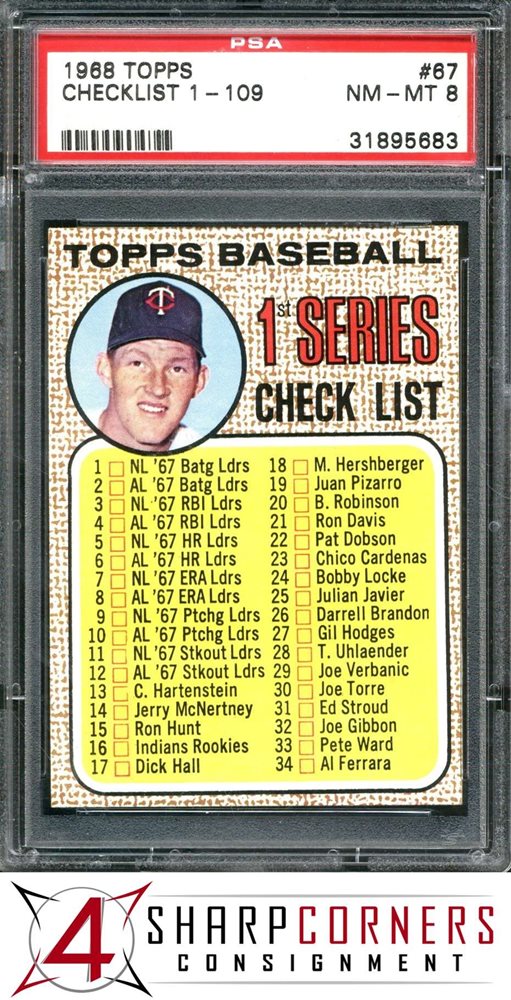 PSA
1968 TOPPS #67
CHECKLIST 1-109 NM-MT 8
31895683
TOPPS BASEBALL
1st SERIES
CHECK LIST
TC
1 NL '67 Batg Ldrs
2 AL '67 Batg Ldrs
3 NL '67 RBI Ldrs
4 AL '67 RBI Ldrs
5 NL '67 HR Ldrs
6 AL '67 HR Ldrs
7 NL '67 ERA Ldrs
8 AL '67 ERA Ldrs
9 NL '67 Ptchg Ldrs
10 AL '67 Ptchg Ldrs
11 NL '67 Stkout Ldrs
12 AL '67 Stkout Ldrs
13 C. Hartenstein
14 Jerry McNertney
15 Ron Hunt
16 Indians Rookies
17 Dick Hall
18 M. Hershberger
19 Juan Pizarro
20 B. Robinson
21 Ron Davis
22 Pat Dobson
23 Chico Cardenas
24 Bobby Locke
25 Julian Javier
26 Darrell Brandon
27 Gil Hodges
28 T. Uhlaender
29 Joe Verbanic
30 Joe Torre
31 Ed Stroud
32 Joe Gibbon
33 Pete Ward
34 Al Ferrara
4 SHARPCORNERS
CONSIGNMENT